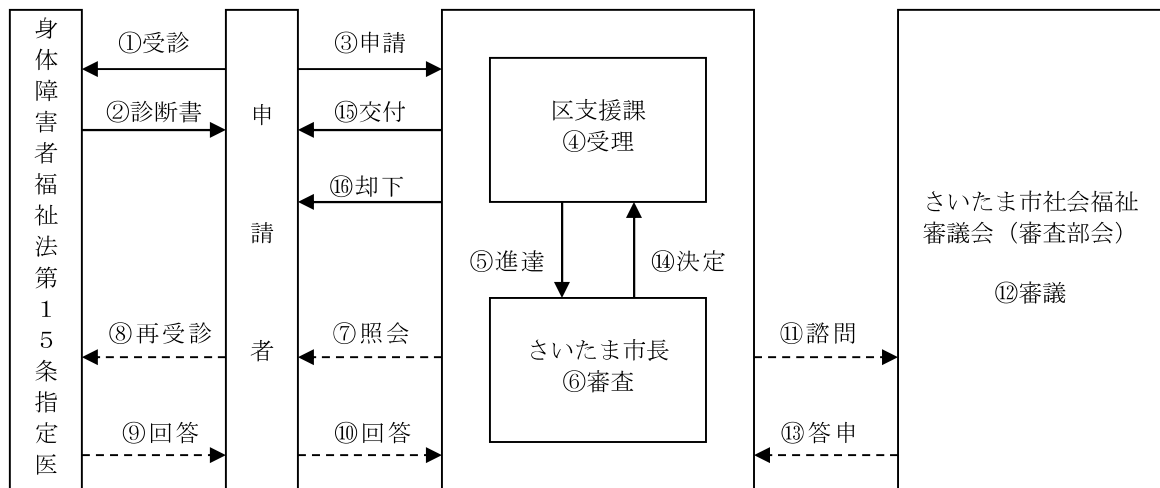 身体障害者福祉法第１５条指定医
①受診
②診断書
⑧再受診
⑨回答
申請者
③申請
⑮交付
⑯却下
⑦照会
⑩回答
区支援課
④受理
⑤進達
⑭決定
さいたま市長
⑥審査
⑪諮問
⑬答申
さいたま市社会福祉
審議会（審査部会）
⑫審議